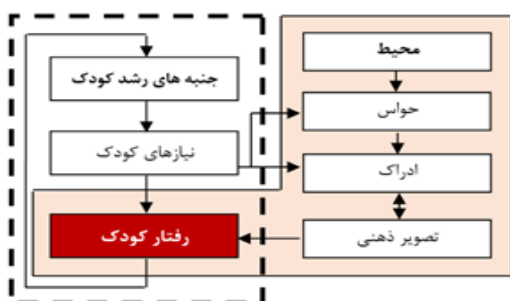 محیط
جنبه های رشد کودک
حواس
نیازهای کودک
ادراک
رفتار کودک
تصویر ذهنی